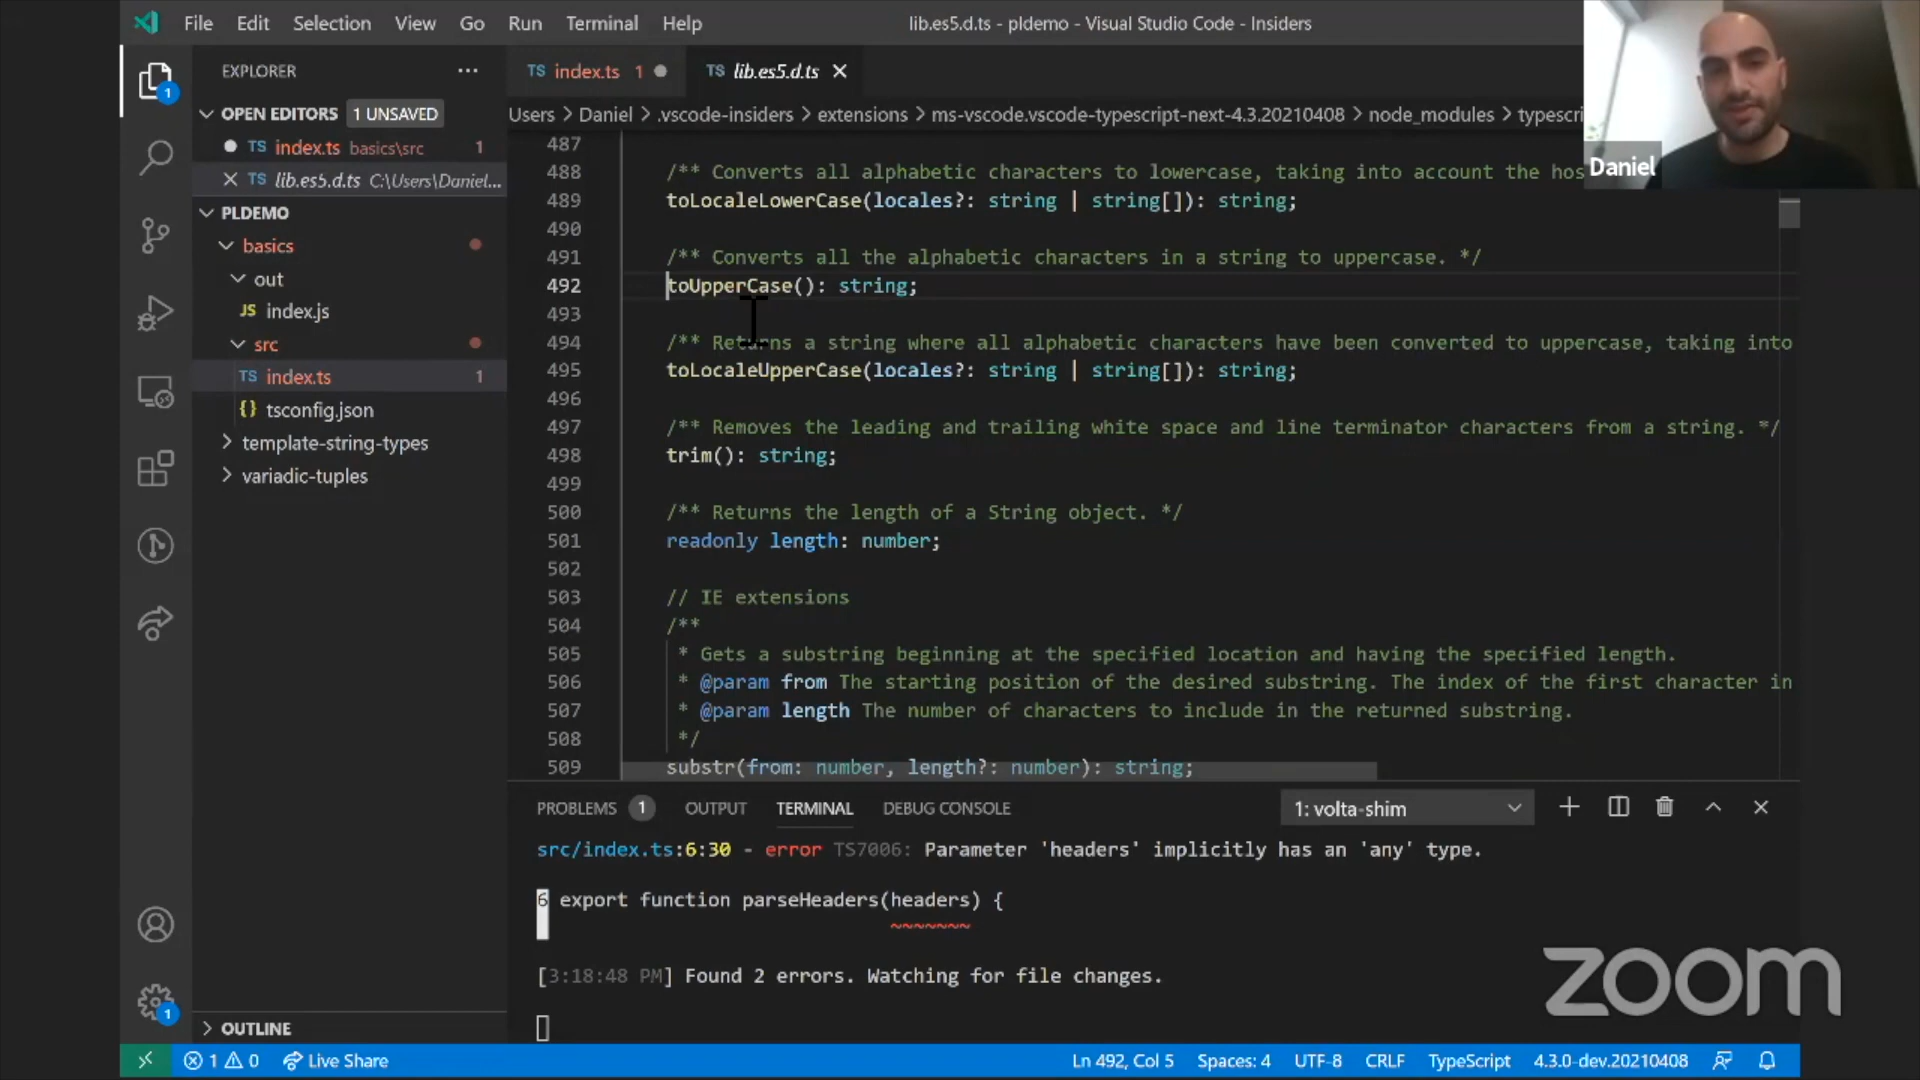 File Edit Selection View Go Run Terminal Help lib.es5.d.ts - pldemo - Visual Studio Code - Insiders
EXPLORER
OPEN EDITORS 1 UNSAVED
TS index.ts basics\src 1
TS lib.es5.d.ts C:\Users\Daniel...
PLDEMO
basics
out
JS index.js
src
TS index.ts 1
{} tsconfig.json
template-string-types
variadic-tuples
OUTLINE
1
1
TS index.ts 1 TS lib.es5.d.ts
Users > Daniel > .vscode-insiders > extensions > ms-vscode.vscode-typescript-next-4.3.20210408 > node_modules > typescri
487
488 /** Converts all alphabetic characters to lowercase, taking into account the hos
489 toLocaleLowerCase(locales?: string | string[]): string;
490
491 /** Converts all the alphabetic characters in a string to uppercase. */
492 toUpperCase(): string;
493
494 /** Returns a string where all alphabetic characters have been converted to uppercase, taking into
495 toLocaleUpperCase(locales?: string | string[]): string;
496
497 /** Removes the leading and trailing white space and line terminator characters from a string. */
498 trim(): string;
499
500 /** Returns the length of a String object. */
501 readonly length: number;
502
503 // IE extensions
504 /**
505 * Gets a substring beginning at the specified location and having the specified length.
506 * @param from The starting position of the desired substring. The index of the first character in
507 * @param length The number of characters to include in the returned substring.
508 */
509 substr(from: number, length?: number): string;
Daniel
PROBLEMS 1 OUTPUT TERMINAL DEBUG CONSOLE 1: volta-shim
src/index.ts:6:30 - error TS7006: Parameter 'headers' implicitly has an 'any' type.
6 export function parseHeaders(headers) {
~~~~~~~
[3:18:48 PM] Found 2 errors. Watching for file changes.
zoom
1 0 Live Share Ln 492, Col 5 Spaces: 4 UTF-8 CRLF TypeScript 4.3.0-dev.20210408